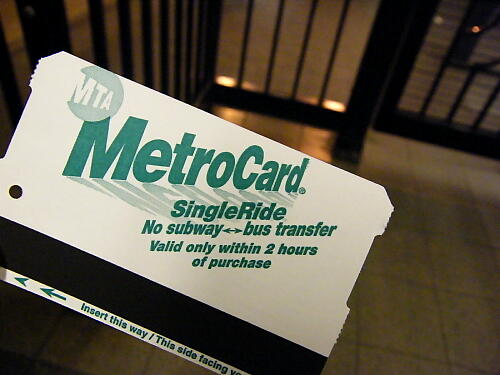 MTA
MetroCard®
SingleRide
No subway↔bus transfer
Valid only within 2 hours
of purchase
Insert this way / This side facing